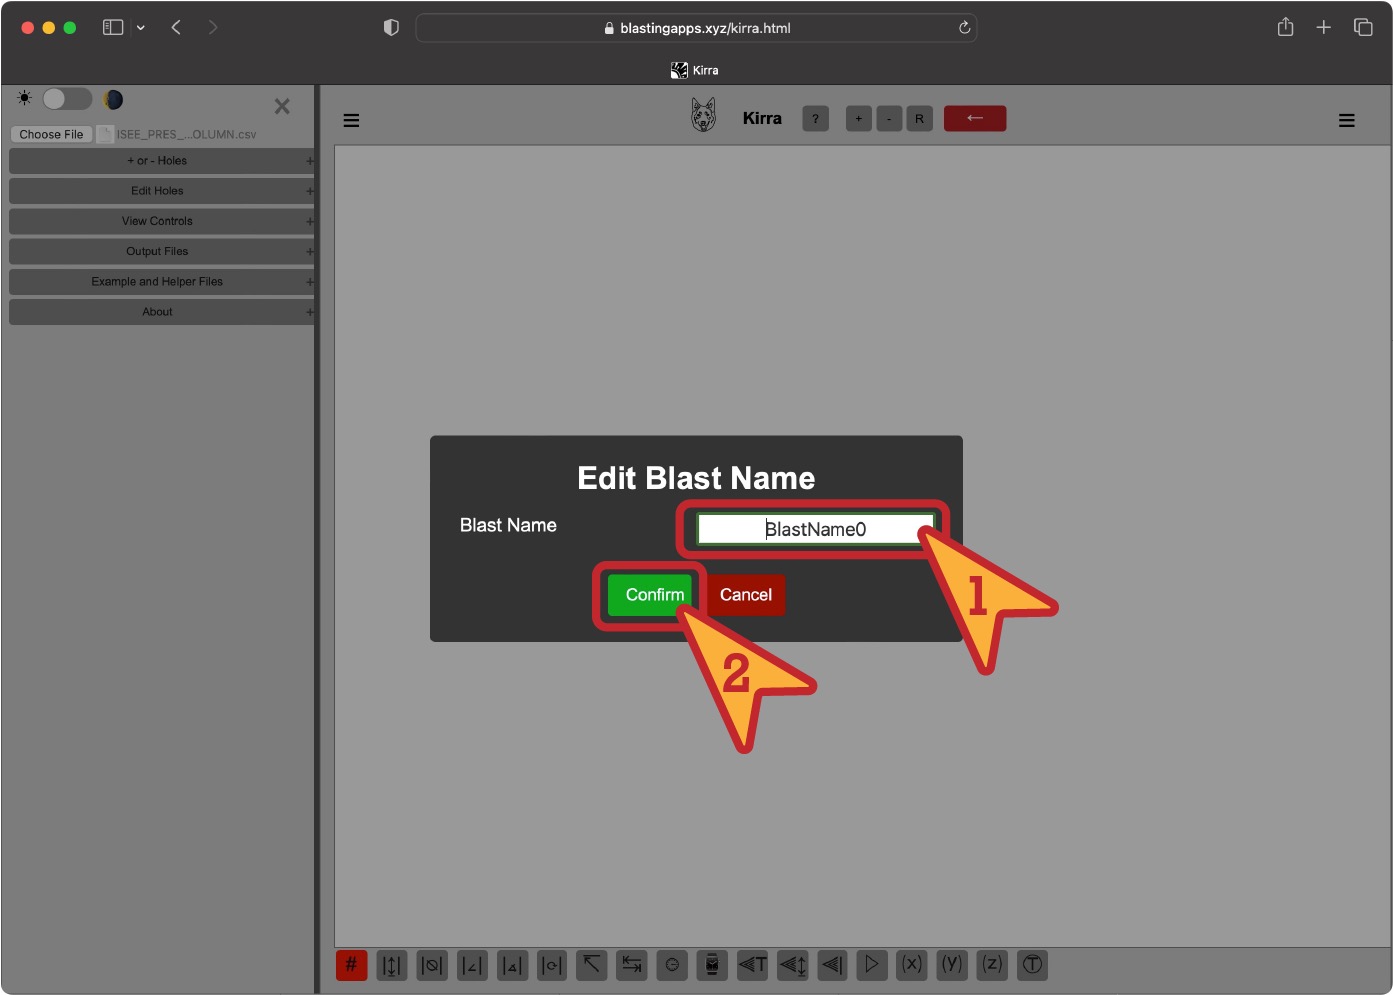 blastingapps.xyz/kirra.html
Kirra
Choose File ISEE_PRES_...OLUMN.csv
+ or - Holes +
Edit Holes +
View Controls +
Output Files +
Example and Helper Files +
About +
Kirra ? + - R ←
Edit Blast Name
Blast Name BlastName0
1
Confirm Cancel
2
# T (x) (y) (z) T